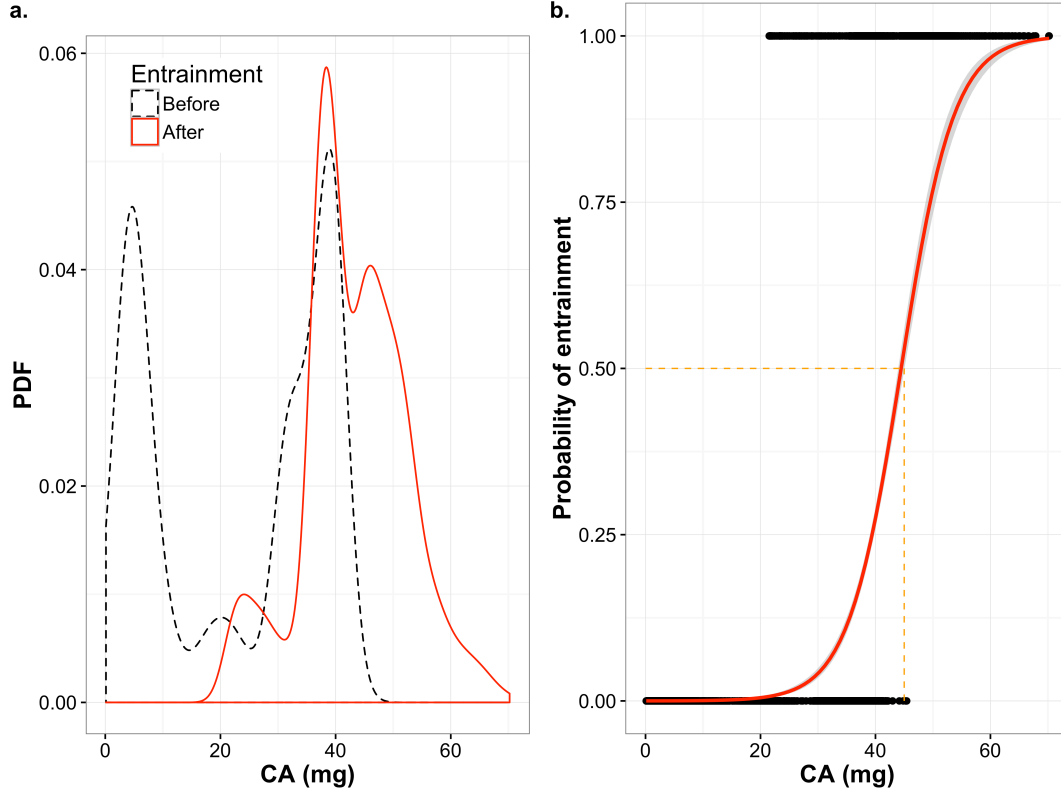 a.
Entrainment
Before
After
0.06
0.04
0.02
0.00
PDF
0
20
40
60
CA (mg)
b.
1.00
0.75
0.50
0.25
0.00
Probability of entrainment
0
20
40
60
CA (mg)